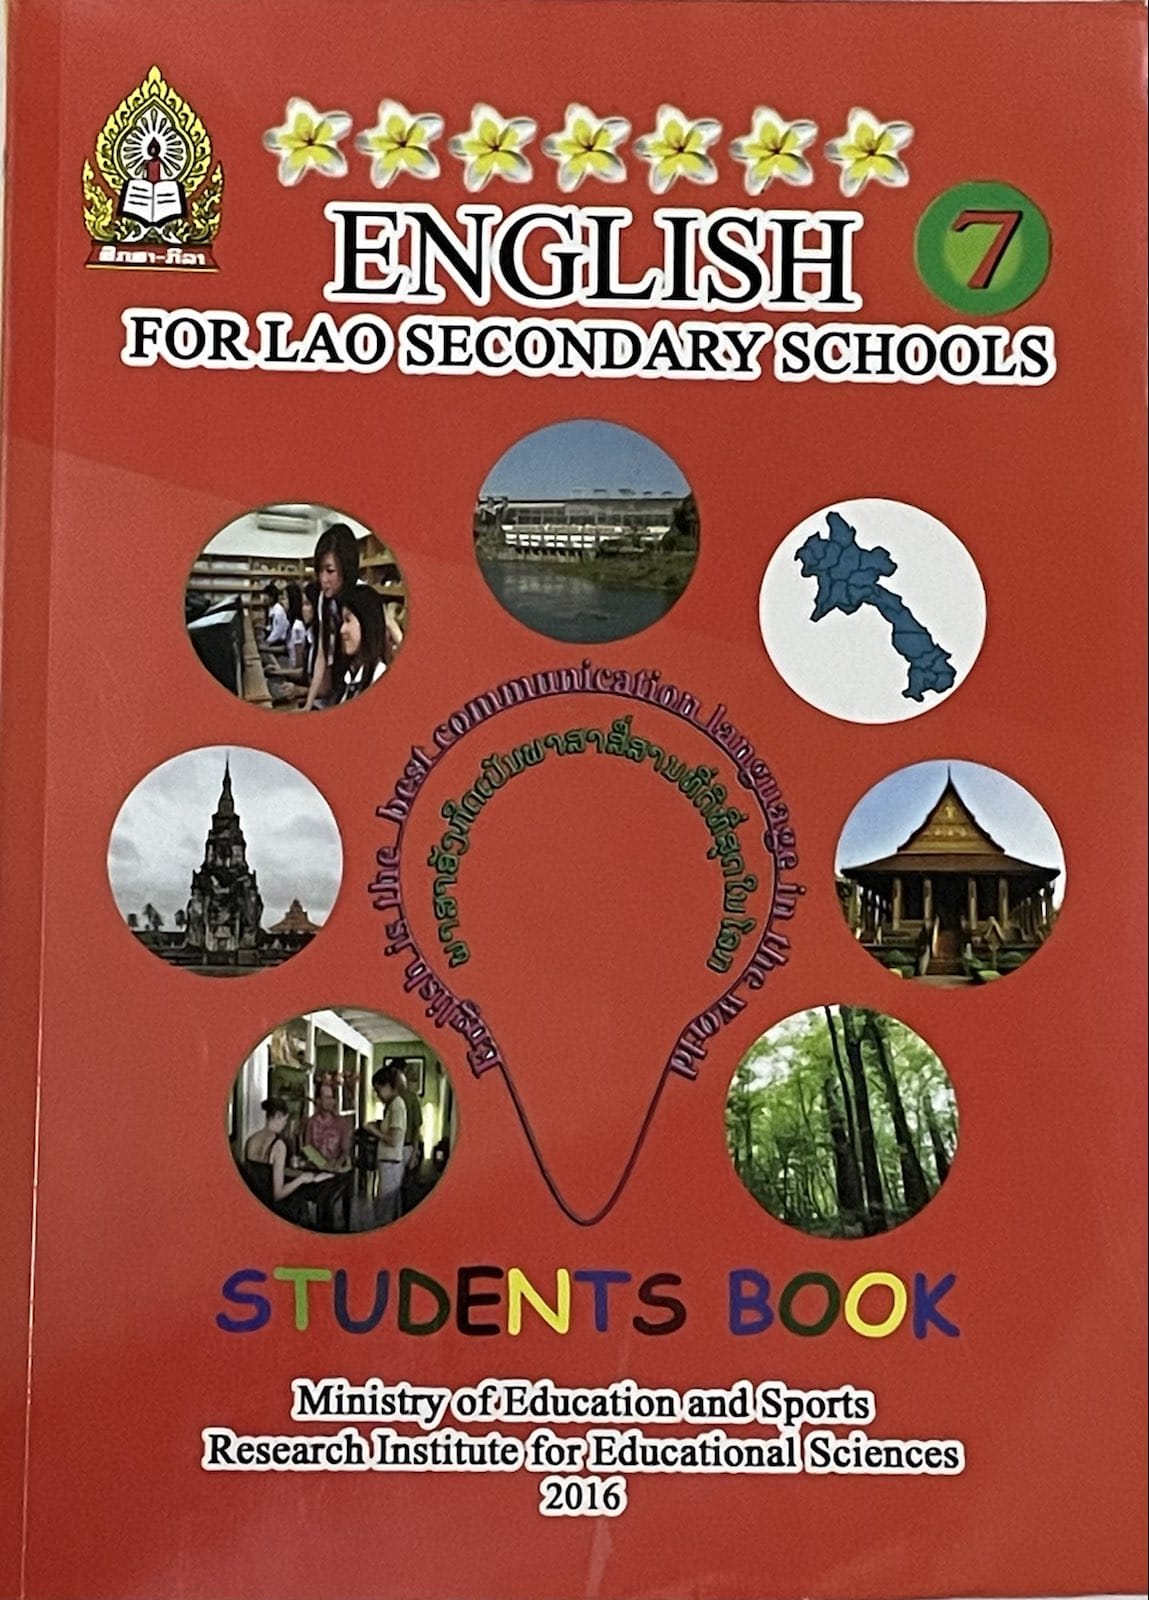 ສຶກສາ-ກິລາ
ENGLISH
7
FOR LAO SECONDARY SCHOOLS
English is the best communication language in the world
ພາສາອັງກິດເປັນພາສາສື່ສານທີ່ດີທີ່ສຸດໃນໂລກ
STUDENTS BOOK
Ministry of Education and Sports
Research Institute for Educational Sciences
2016